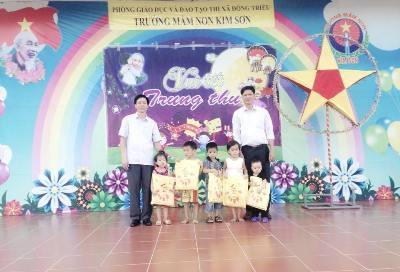 PHÒNG GIÁO DỤC VÀ ĐÀO TẠO THỊ XÃ ĐÔNG TRIỀU
TRƯỜNG MẦM NON KIM SƠN
Vui tết
Trung thu